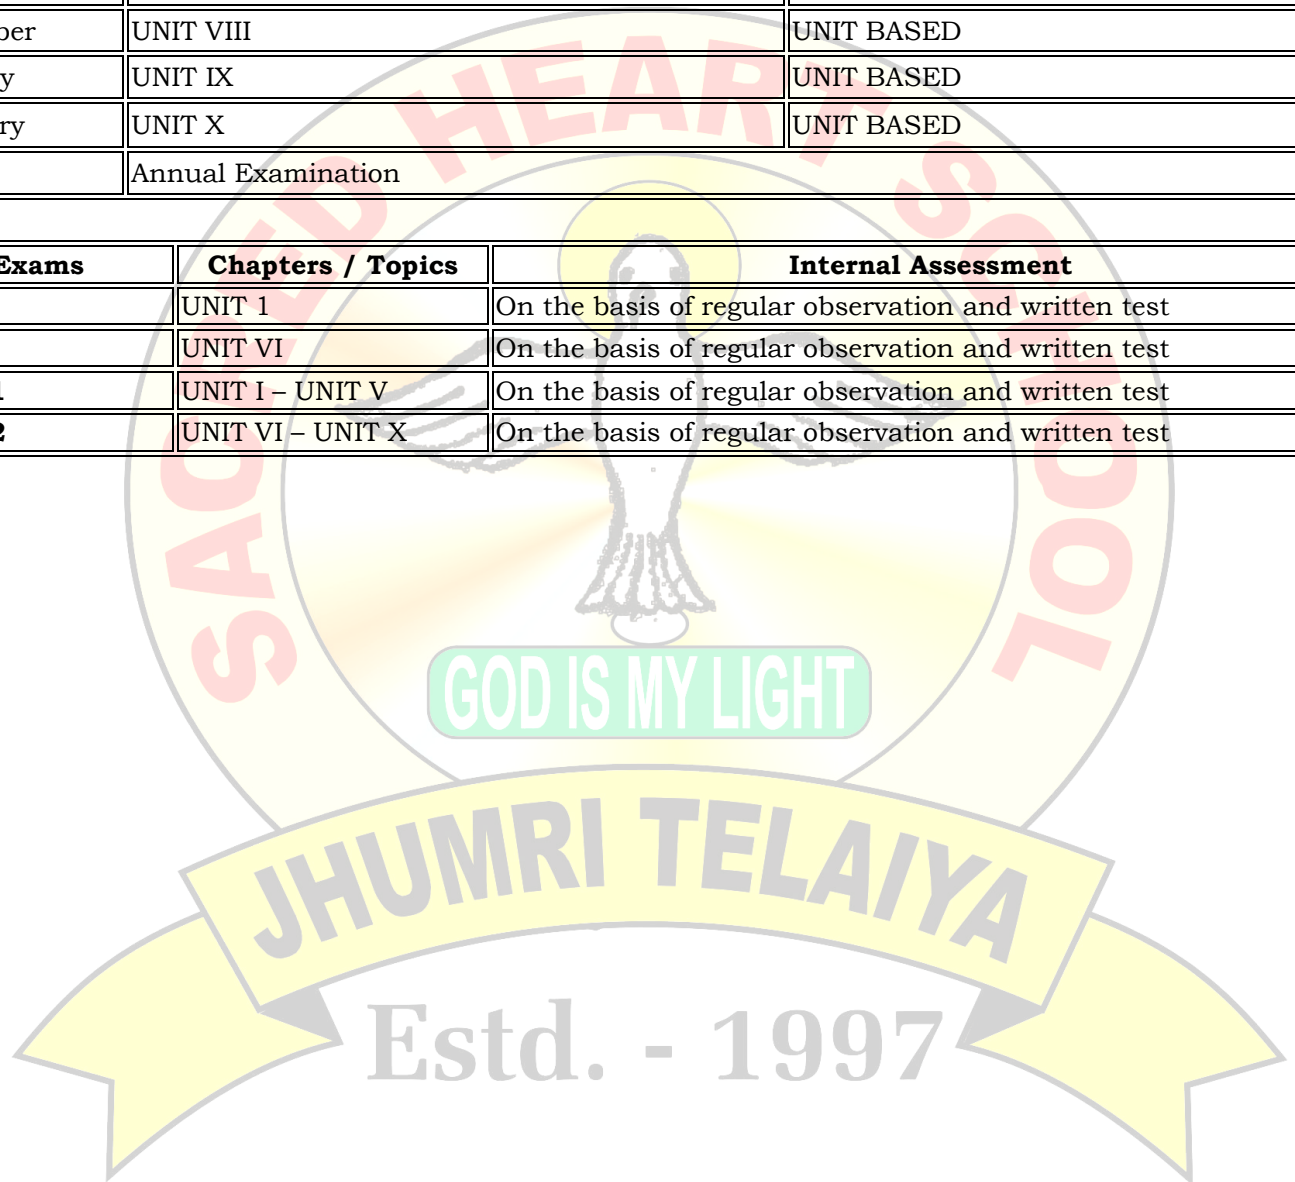 ber UNIT VIII UNIT BASED
y UNIT IX UNIT BASED
ry UNIT X UNIT BASED
Annual Examination
Exams Chapters / Topics Internal Assessment
UNIT 1 On the basis of regular observation and written test
UNIT VI On the basis of regular observation and written test
1 UNIT I – UNIT V On the basis of regular observation and written test
2 UNIT VI – UNIT X On the basis of regular observation and written test
SACRED HEART SCHOOL
GOD IS MY LIGHT
JHUMRI TELAIYA
Estd. - 1997